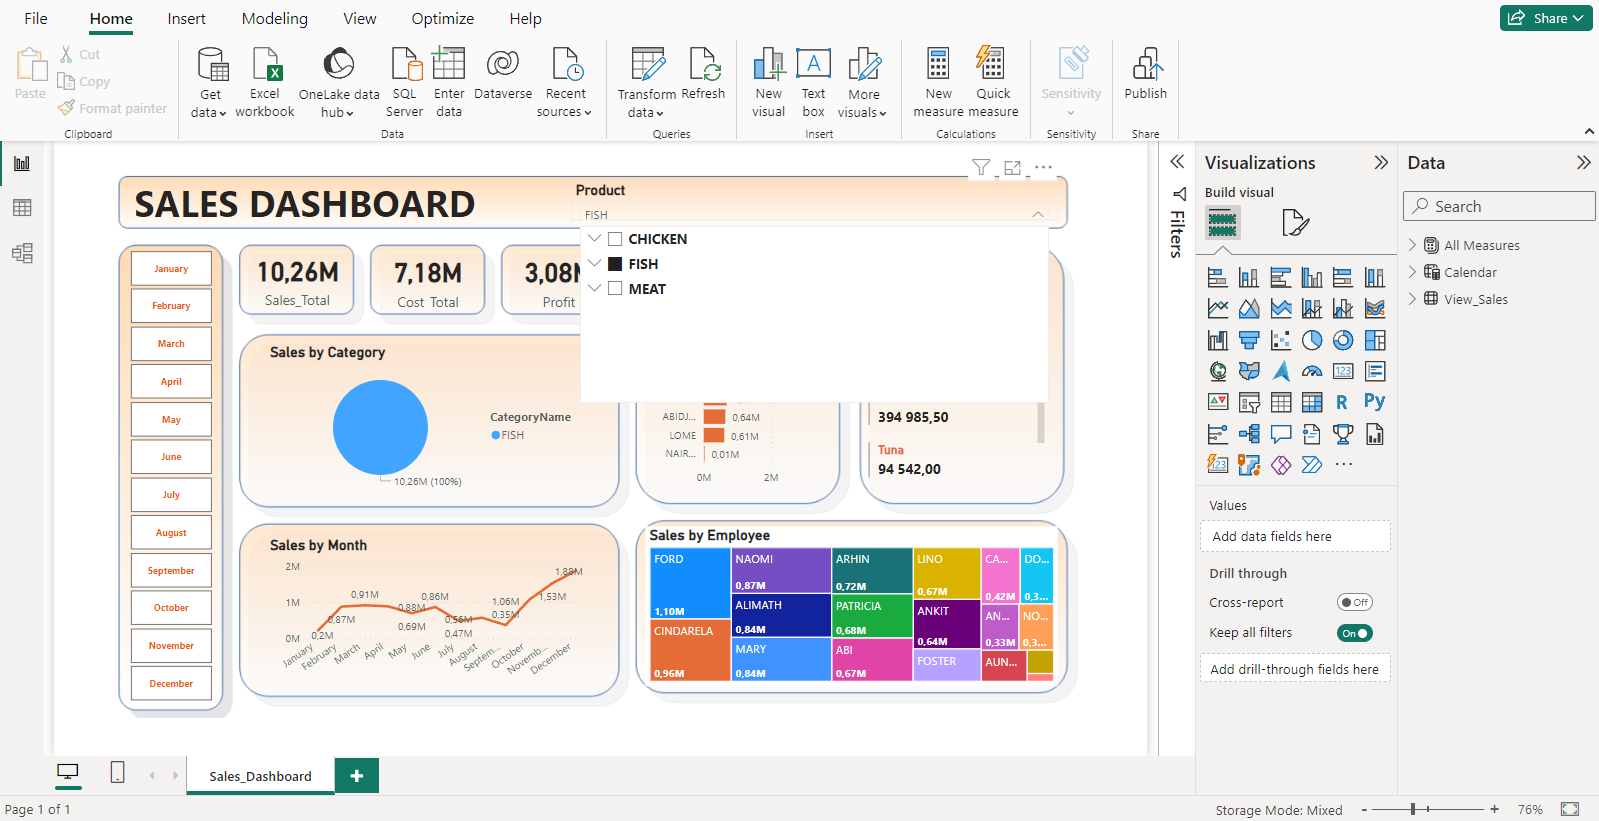 File Home Insert Modeling View Optimize Help
Share
Paste
Cut
Copy
Format painter
Clipboard
Get data
Excel workbook
OneLake data hub
SQL Server
Enter data
Dataverse
Recent sources
Data
Transform data
Refresh
Queries
New visual
Text box
More visuals
Insert
New measure
Quick measure
Calculations
Sensitivity
Sensitivity
Publish
Share
SALES DASHBOARD
Product
FISH
CHICKEN
FISH
MEAT
January
February
March
April
May
June
July
August
September
October
November
December
10,26M
Sales_Total
7,18M
Cost Total
3,08M
Profit
Sales by Category
CategoryName
FISH
10,26M (100%)
ABIDJ... 0,64M
LOME 0,61M
NAIR... 0,01M
0M 2M
394 985,50
Tuna
94 542,00
Sales by Month
2M
1M
0M
0,2M
0,87M
0,91M
0,88M
0,69M
0,86M
0,56M
0,47M
1,06M
0,35M
1,53M
1,88M
January
February
March
April
May
June
July
August
Septem...
October
Novemb...
December
Sales by Employee
FORD
1,10M
CINDARELA
0,96M
NAOMI
0,87M
ALIMATH
0,84M
MARY
0,84M
ARHIN
0,72M
PATRICIA
0,68M
ABI
0,67M
LINO
0,67M
ANKIT
0,64M
FOSTER
CA...
0,42M
AN...
0,33M
AUN...
DO...
0,3...
NO...
0,3...
Filters
Visualizations
Build visual
123
R
Py
123
Values
Add data fields here
Drill through
Cross-report
Off
Keep all filters
On
Add drill-through fields here
Data
Search
All Measures
Calendar
View_Sales
Sales_Dashboard
Page 1 of 1
Storage Mode: Mixed
- + 76%